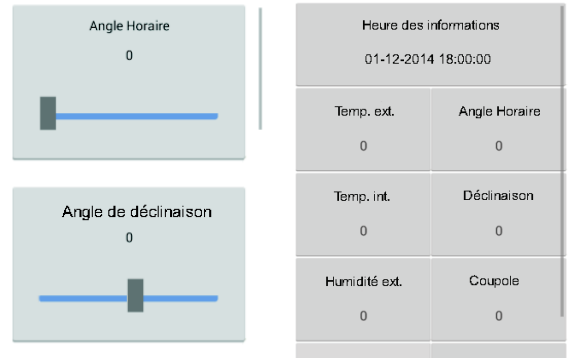 Angle Horaire
0
Angle de déclinaison
0
Heure des informations
01-12-2014 18:00:00
Temp. ext.
Angle Horaire
0
0
Temp. int.
Déclinaison
0
0
Humidité ext.
Coupole
0
0